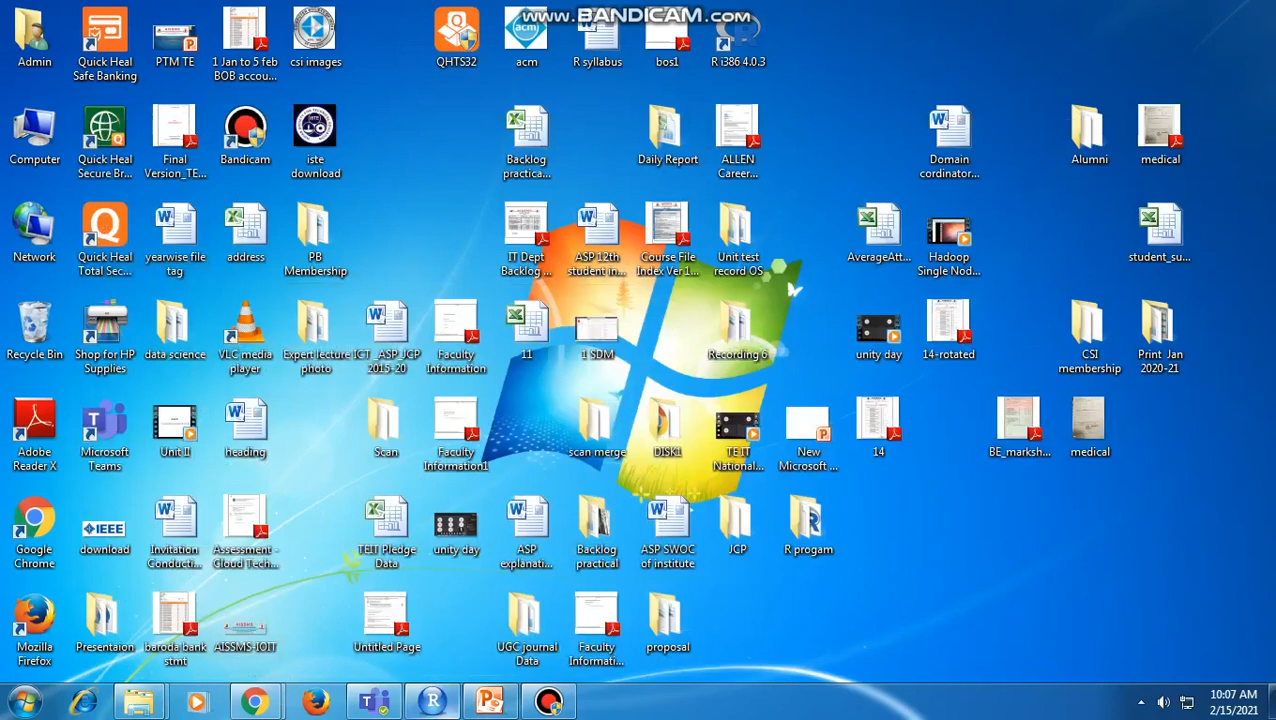 www.BANDICAM.com
Admin
Quick Heal
Safe Banking
PTM TE
1 Jan to 5 feb
BOB accou...
csi images
QHTS32
acm
R syllabus
bos1
R i386 4.0.3
Computer
Quick Heal
Secure Br...
Final
Version_TE...
Bandicam
iste
download
Backlog
practica...
Daily Report
ALLEN
Career...
Domain
cordinator...
Alumni
medical
Network
Quick Heal
Total Sec...
yearwise file
tag
address
PB
Membership
IT Dept
Backlog ...
ASP 12th
student in...
Course File
Index Ver 1...
Unit test
record OS
AverageAtt...
Hadoop
Single Nod...
student_su...
Recycle Bin
Shop for HP
Supplies
data science
VLC media
player
Expert lecture
photo
ICT _ASP_JCP
2015-20
Faculty
Information
11
1 SDM
Recording 6
unity day
14-rotated
CSI
membership
Print Jan
2020-21
Adobe
Reader X
Microsoft
Teams
Unit II
heading
Scan
Faculty
Information1
scan merge
DISK1
TE IT
National...
New
Microsoft ...
14
BE_marksh...
medical
Google
Chrome
IEEE
download
Invitation
Conducti...
Assessment -
Cloud Tech...
TEIT Pledge
Data
unity day
ASP
explanati...
Backlog
practical
ASP SWOC
of institute
JCP
R progam
Mozilla
Firefox
Presentaion
baroda bank
stmt
AISSMS-IOIT
Untitled Page
UGC journal
Data
Faculty
Informati...
proposal
10:07 AM
2/15/2021